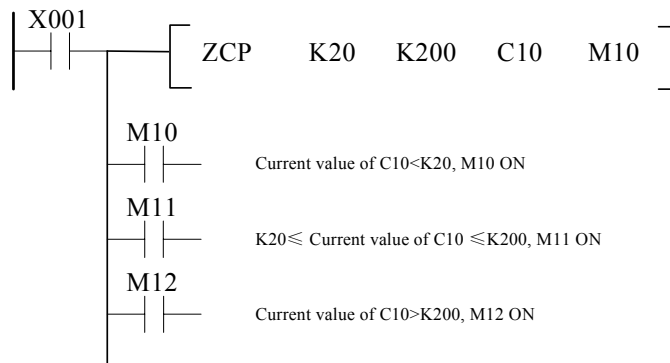 X001
ZCP K20 K200 C10 M10
M10
Current value of C10<K20, M10 ON
M11
K20≤ Current value of C10 ≤K200, M11 ON
M12
Current value of C10>K200, M12 ON